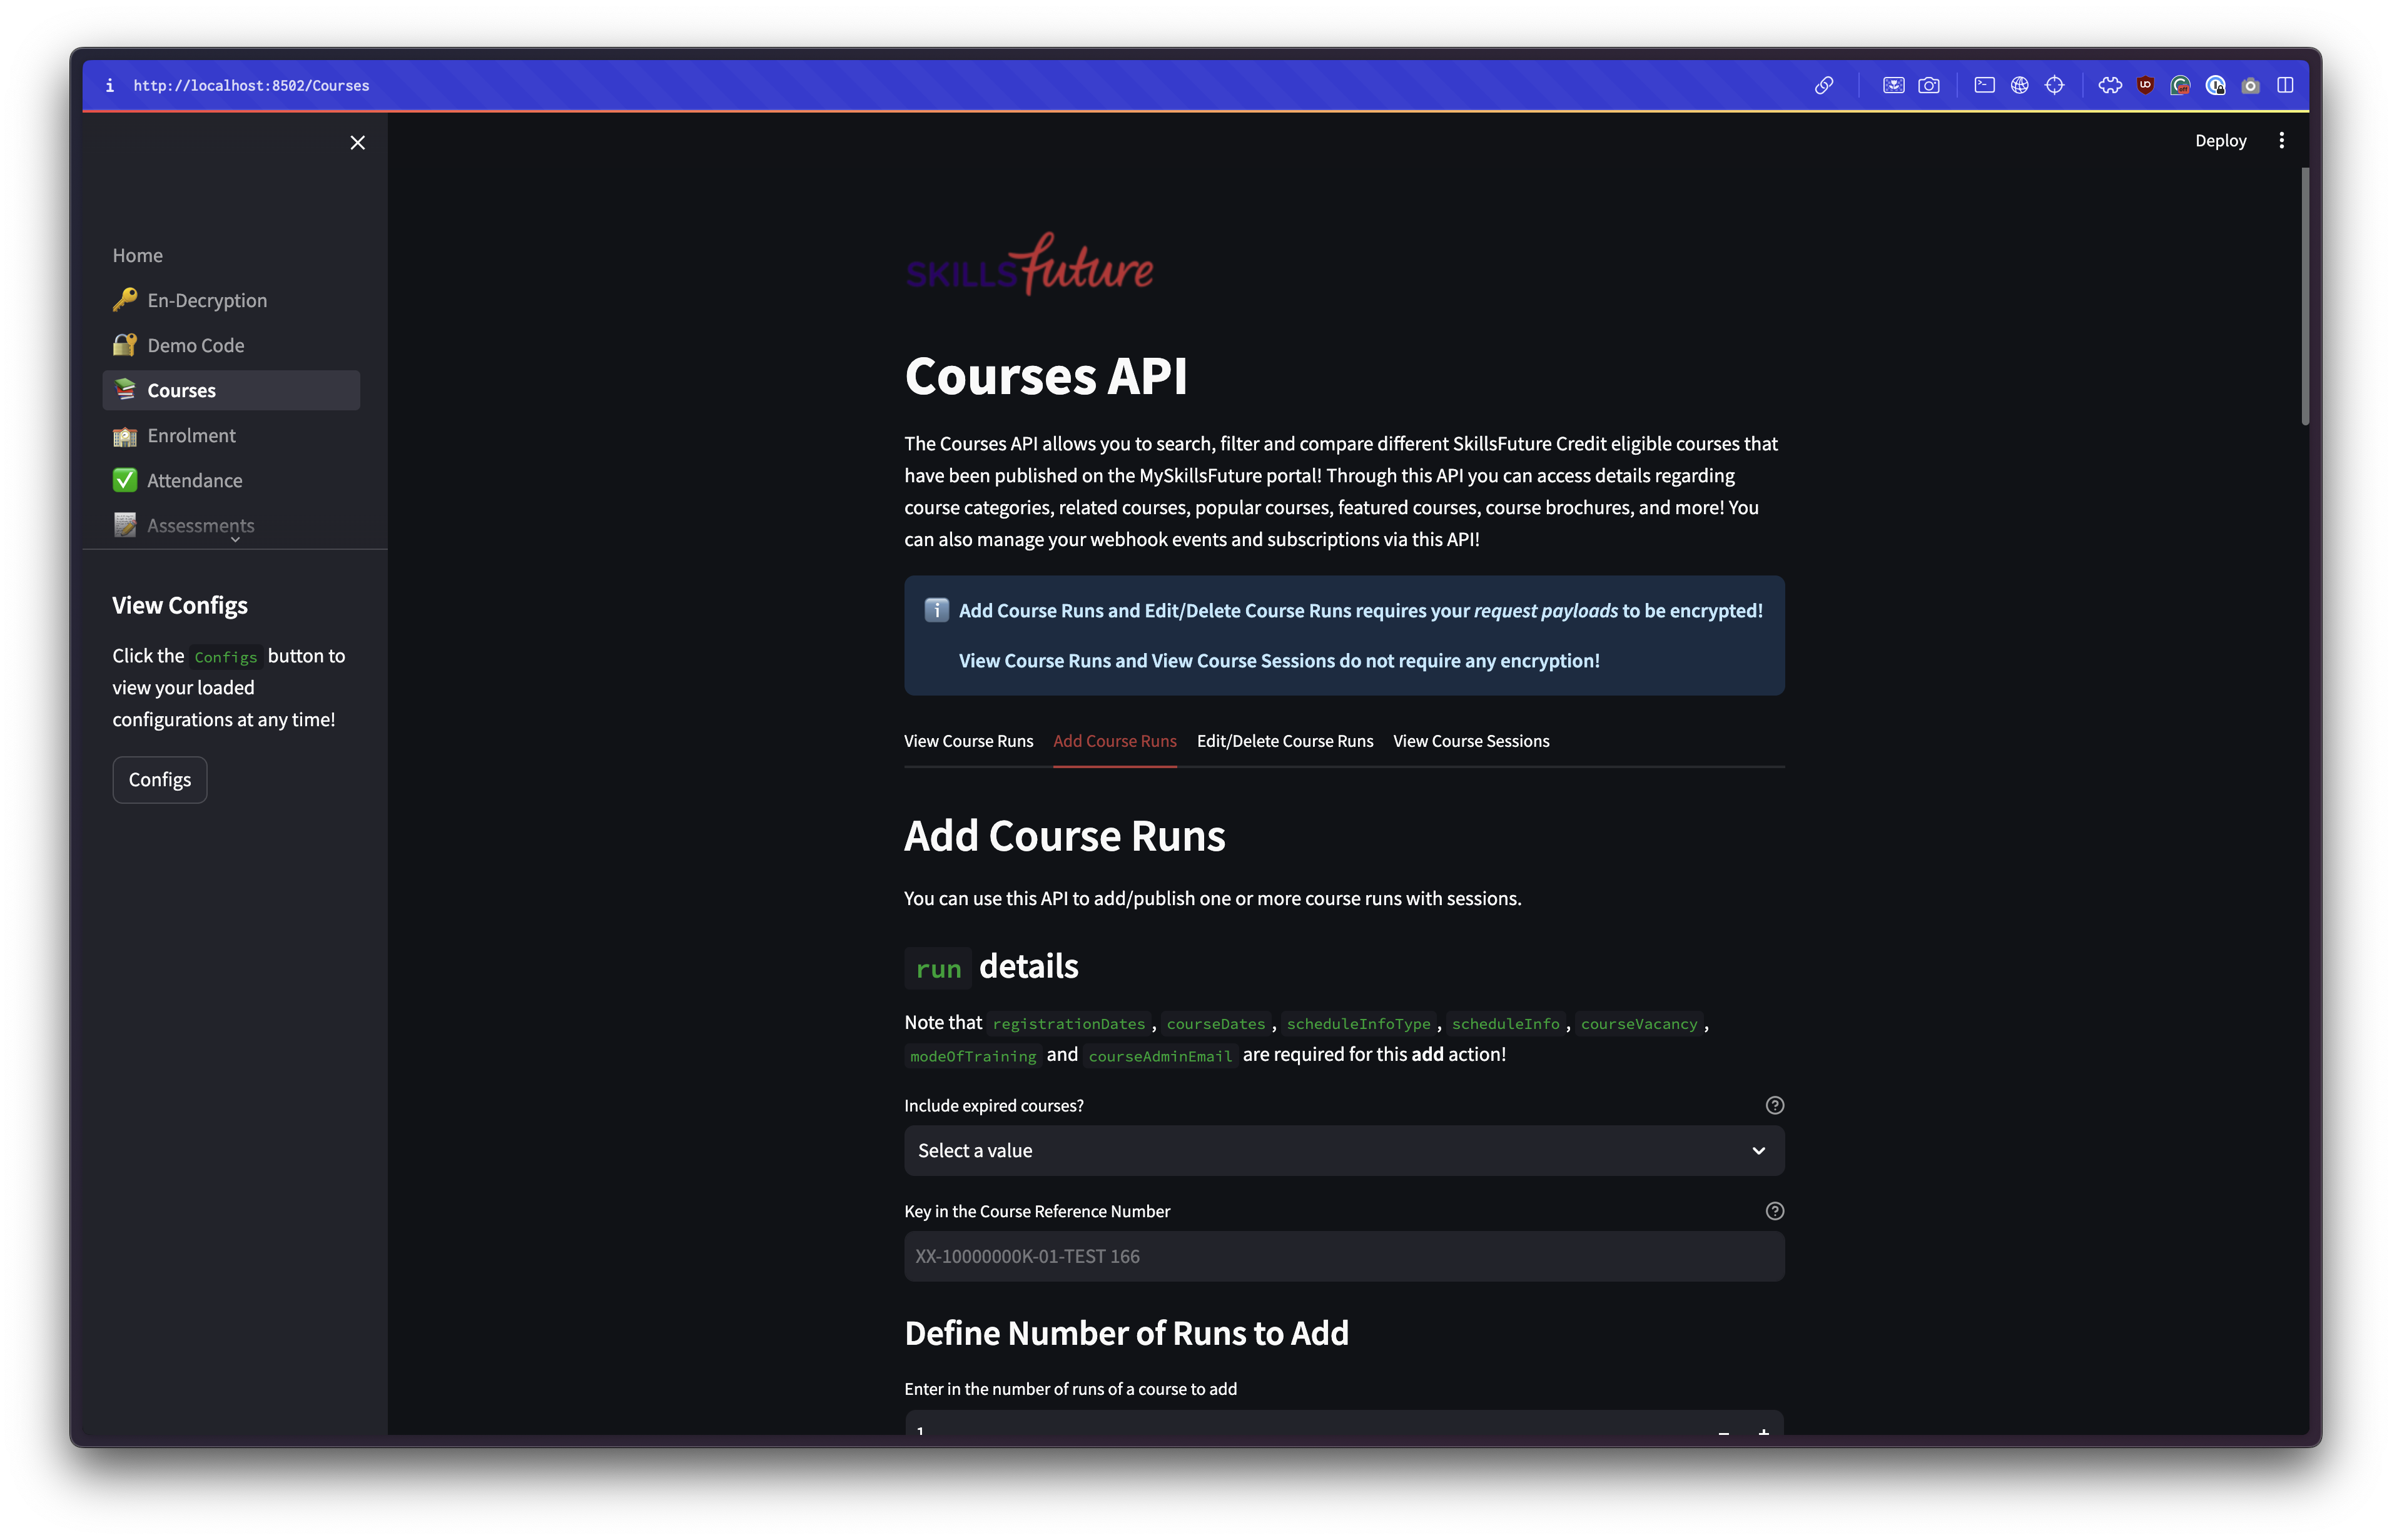 http://localhost:8502/Courses
Deploy
Home
En-Decryption
Demo Code
Courses
Enrolment
Attendance
Assessments
View Configs
Click the Configs button to
view your loaded
configurations at any time!
Configs
SKILLSfuture
Courses API
The Courses API allows you to search, filter and compare different SkillsFuture Credit eligible courses that
have been published on the MySkillsFuture portal! Through this API you can access details regarding
course categories, related courses, popular courses, featured courses, course brochures, and more! You
can also manage your webhook events and subscriptions via this API!
Add Course Runs and Edit/Delete Course Runs requires your request payloads to be encrypted!
View Course Runs and View Course Sessions do not require any encryption!
View Course Runs Add Course Runs Edit/Delete Course Runs View Course Sessions
Add Course Runs
You can use this API to add/publish one or more course runs with sessions.
run details
Note that registrationDates , courseDates , scheduleInfoType , scheduleInfo , courseVacancy ,
modeOfTraining and courseAdminEmail are required for this add action!
Include expired courses?
Select a value
Key in the Course Reference Number
XX-10000000K-01-TEST 166
Define Number of Runs to Add
Enter in the number of runs of a course to add
1